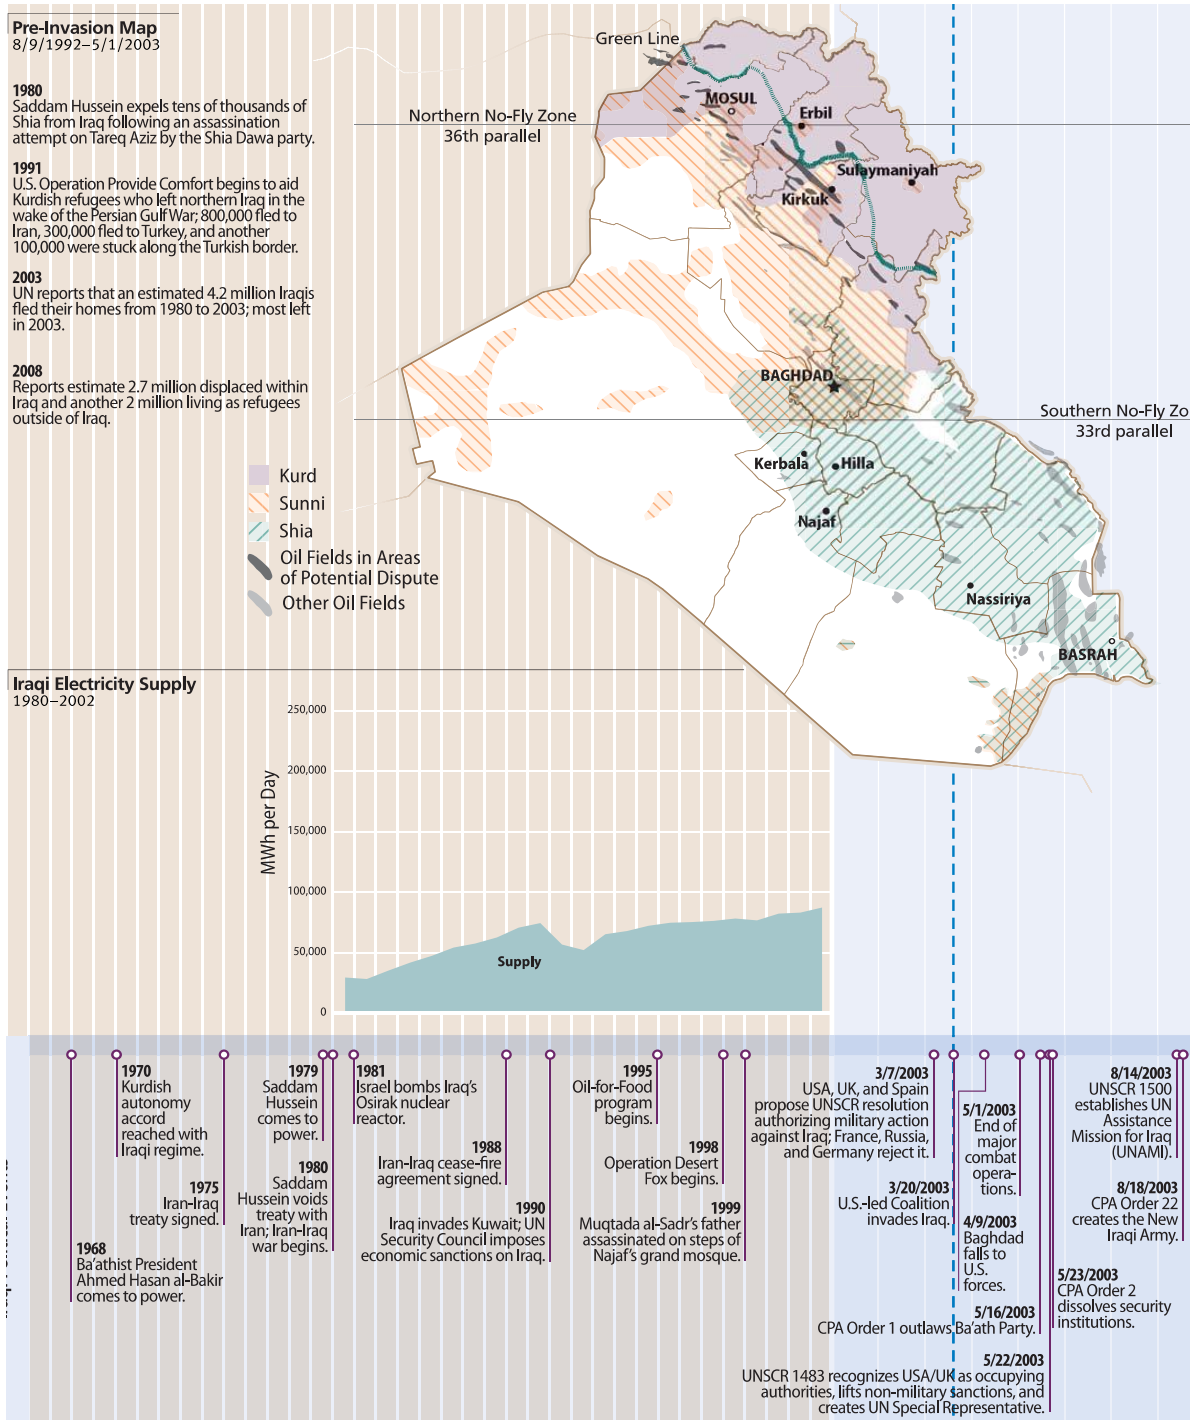 Pre-Invasion Map
8/9/1992–5/1/2003
1980
Saddam Hussein expels tens of thousands of
Shia from Iraq following an assassination
attempt on Tareq Aziz by the Shia Dawa party.
1991
U.S. Operation Provide Comfort begins to aid
Kurdish refugees who left northern Iraq in the
wake of the Persian Gulf War; 800,000 fled to
Iran, 300,000 fled to Turkey, and another
100,000 were stuck along the Turkish border.
2003
UN reports that an estimated 4.2 million Iraqis
fled their homes from 1980 to 2003; most left
in 2003.
2008
Reports estimate 2.7 million displaced within
Iraq and another 2 million living as refugees
outside of Iraq.
Green Line
Northern No-Fly Zone
36th parallel
MOSUL
Erbil
Sulaymaniyah
Kirkuk
BAGHDAD
Southern No-Fly Zo
33rd parallel
Kerbala
Hilla
Najaf
Nassiriya
BASRAH
Kurd
Sunni
Shia
Oil Fields in Areas
of Potential Dispute
Other Oil Fields
Iraqi Electricity Supply
1980–2002
MWh per Day
250,000
200,000
150,000
100,000
50,000
0
Supply
1970
Kurdish
autonomy
accord
reached with
Iraqi regime.
1975
Iran-Iraq
treaty signed.
1968
Ba'athist President
Ahmed Hasan al-Bakir
comes to power.
1979
Saddam
Hussein
comes to
power.
1980
Saddam
Hussein voids
treaty with
Iran; Iran-Iraq
war begins.
1981
Israel bombs Iraq's
Osirak nuclear
reactor.
1988
Iran-Iraq cease-fire
agreement signed.
1990
Iraq invades Kuwait; UN
Security Council imposes
economic sanctions on Iraq.
1995
Oil-for-Food
program
begins.
1998
Operation Desert
Fox begins.
1999
Muqtada al-Sadr's father
assassinated on steps of
Najaf's grand mosque.
3/7/2003
USA, UK, and Spain
propose UNSCR resolution
authorizing military action
against Iraq; France, Russia,
and Germany reject it.
3/20/2003
U.S.-led Coalition
invades Iraq.
5/1/2003
End of
major
combat
opera-
tions.
4/9/2003
Baghdad
falls to
U.S.
forces.
5/16/2003
CPA Order 1 outlaws Ba'ath Party.
5/22/2003
UNSCR 1483 recognizes USA/UK as occupying
authorities, lifts non-military sanctions, and
creates UN Special Representative.
5/23/2003
CPA Order 2
dissolves security
institutions.
8/14/2003
UNSCR 1500
establishes UN
Assistance
Mission for Iraq
(UNAMI).
8/18/2003
CPA Order 22
creates the New
Iraqi Army.